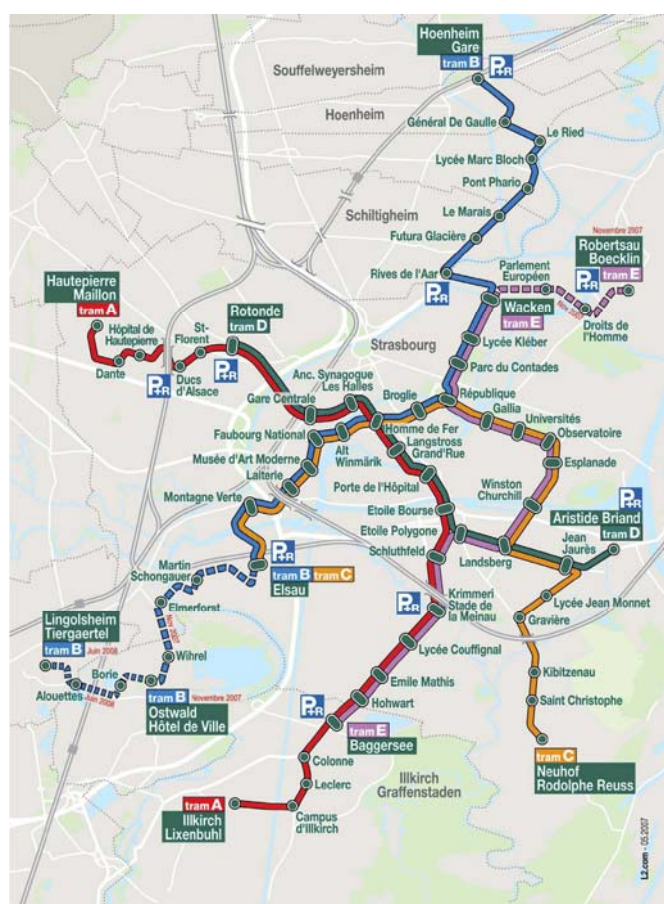 Hoenheim
Gare
tram B
P+R
Souffelweyersheim
Hoenheim
Général De Gaulle
Le Ried
Lycée Marc Bloch
Pont Phario
Schiltigheim
Le Marais
Futura Glacière
Rives de l'Aar
P+R
Novembre 2007
Robertsau
Boecklin
P+R
tram E
Parlement
Européen
Nov 2007
Droits de
l'Homme
Wacken
tram E
Hautepierre
Maillon
tram A
Hôpital de
Hautepierre
Dante
P+R
St-
Florent
Ducs
d'Alsace
Rotonde
tram D
P+R
Strasbourg
Lycée Kléber
Parc du Contades
Anc. Synagogue
Les Halles
Gare Centrale
Broglie
République
Gallia
Universités
Observatoire
Faubourg National
Homme de Fer
Alt
Winmärik
Langstross
Grand'Rue
Musée d'Art Moderne
Laiterie
Esplanade
Porte de l'Hôpital
Winston
Churchill
Montagne Verte
Etoile Bourse
P+R
Aristide Briand
tram D
Etoile Polygone
Schluthfeld
Landsberg
Jean
Jaurès
P+R
tram B tram C
Elsau
Martin
Schongauer
Elmerforst
Krimmeri
Stade de
la Meinau
P+R
Lycée Jean Monnet
Gravière
Lingolsheim
Tiergaertel
tram B Juin 2008
Nov 2007
Wihrel
Borie
Alouettes
Juin 2008
tram B Novembre 2007
Ostwald
Hôtel de Ville
Lycée Couffignal
Emile Mathis
Hohwart
Kibitzenau
Saint Christophe
P+R
tram E
Baggersee
tram C
Neuhof
Rodolphe Reuss
Colonne
Leclerc
Illkirch
Graffenstaden
tram A
Illkirch
Lixenbuhl
Campus
d'Illkirch
L2.com - 05.2007